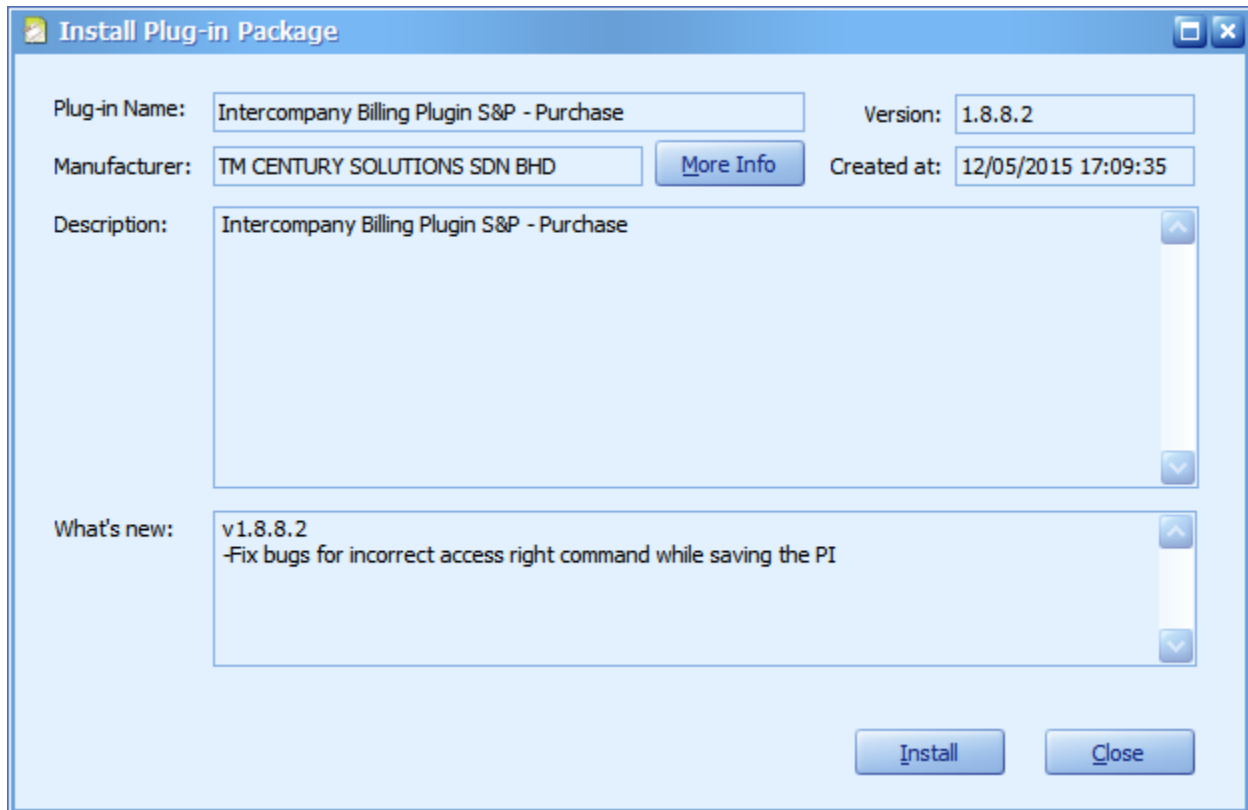 Install Plug-in Package
Plug-in Name: Intercompany Billing Plugin S&P - Purchase Version: 1.8.8.2
Manufacturer: TM CENTURY SOLUTIONS SDN BHD More Info Created at: 12/05/2015 17:09:35
Description: Intercompany Billing Plugin S&P - Purchase
What's new: v1.8.8.2
-Fix bugs for incorrect access right command while saving the PI
Install Close